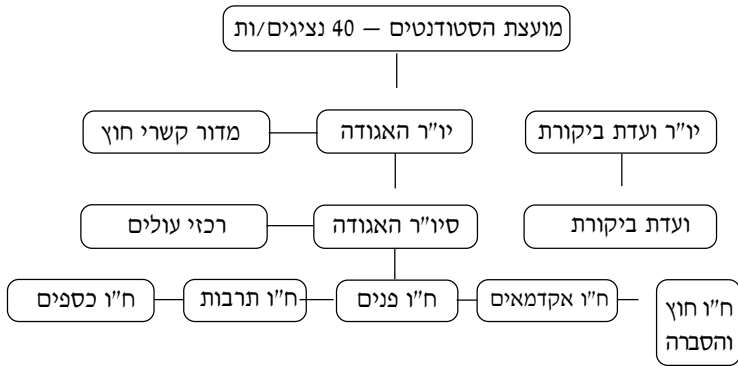 מועצת הסטודנטים – 40 נציגים/ות
יו"ר ועדת ביקורת
יו"ר האגודה
מדור קשרי חוץ
ועדת ביקורת
סיו"ר האגודה
רכזי עולים
ח"ו חוץ
והסברה
ח"ו אקדמאים
ח"ו פנים
ח"ו תרבות
ח"ו כספים